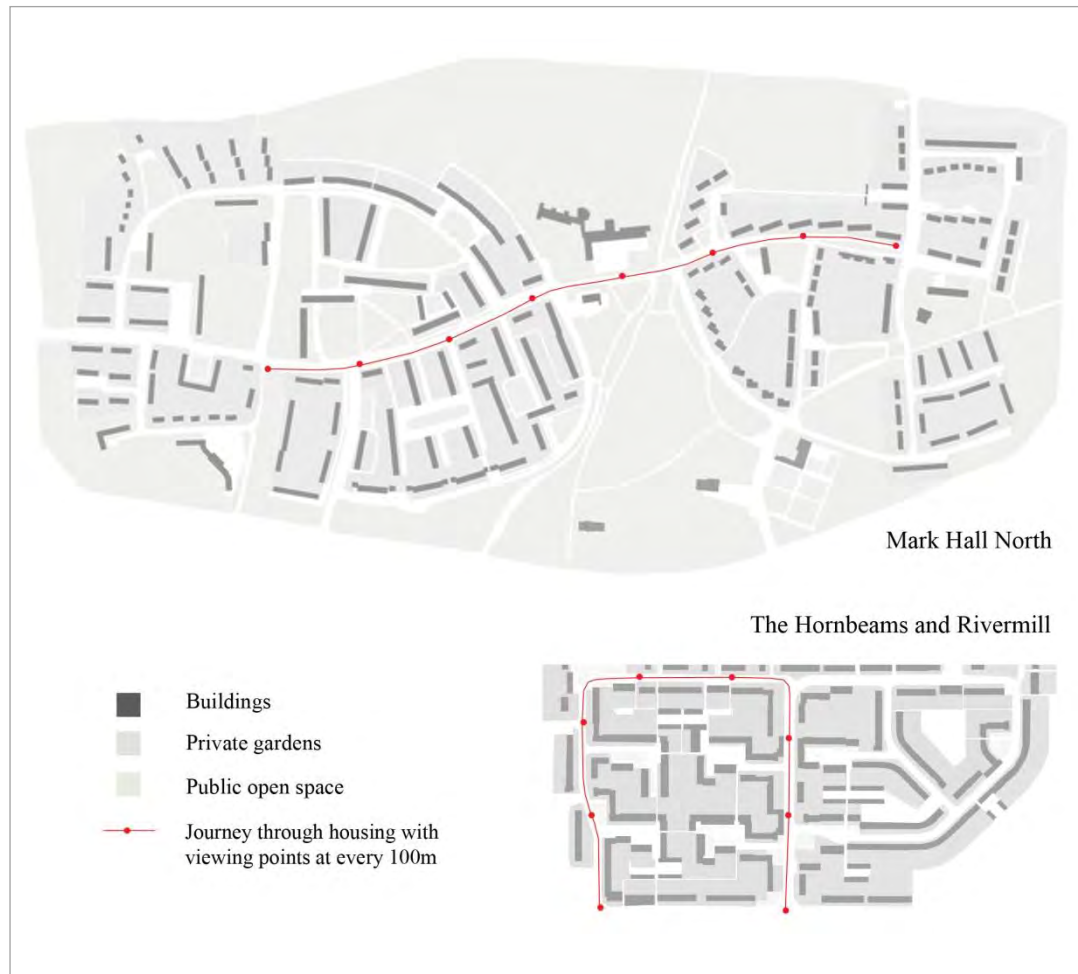 Mark Hall North
The Hornbeams and Rivermill
Buildings
Private gardens
Public open space
Journey through housing with
viewing points at every 100m